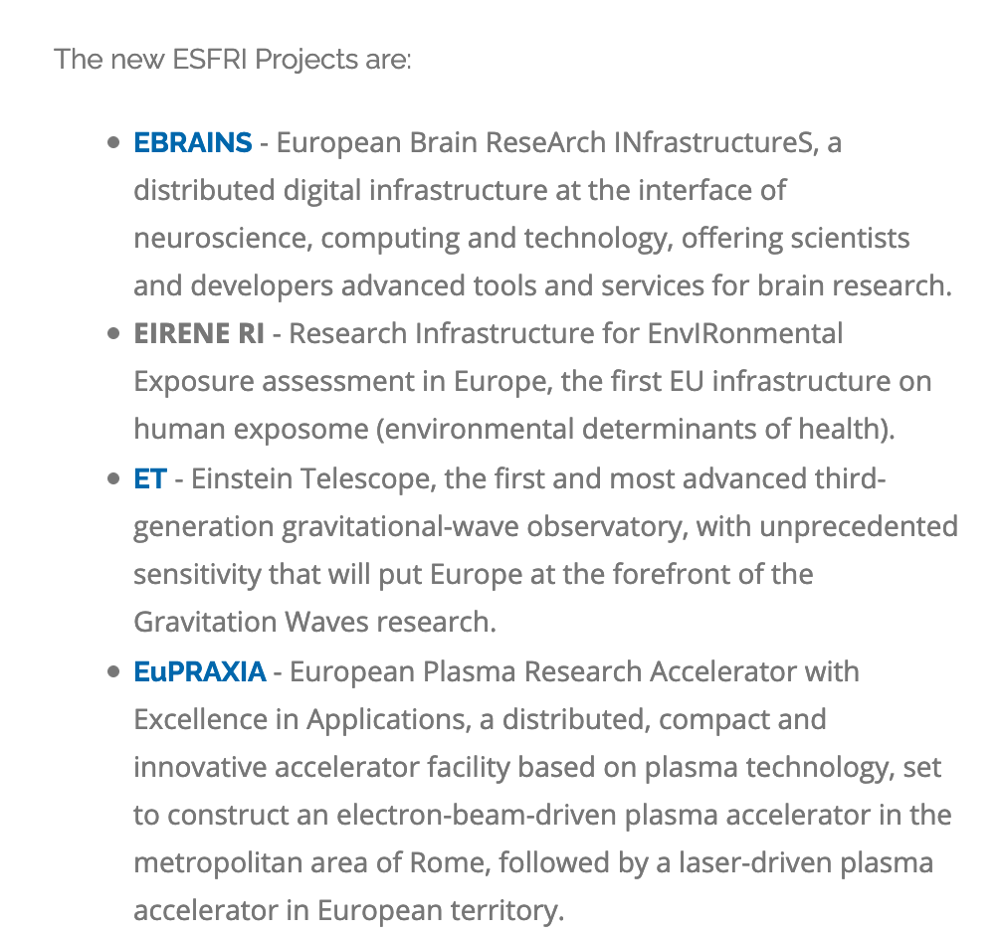 The new ESFRI Projects are:
• EBRAINS - European Brain ReseArch INfrastructureS, a
distributed digital infrastructure at the interface of
neuroscience, computing and technology, offering scientists
and developers advanced tools and services for brain research.
• EIRENE RI - Research Infrastructure for EnvIRonmental
Exposure assessment in Europe, the first EU infrastructure on
human exposome (environmental determinants of health).
• ET - Einstein Telescope, the first and most advanced third-
generation gravitational-wave observatory, with unprecedented
sensitivity that will put Europe at the forefront of the
Gravitation Waves research.
• EuPRAXIA - European Plasma Research Accelerator with
Excellence in Applications, a distributed, compact and
innovative accelerator facility based on plasma technology, set
to construct an electron-beam-driven plasma accelerator in the
metropolitan area of Rome, followed by a laser-driven plasma
accelerator in European territory.